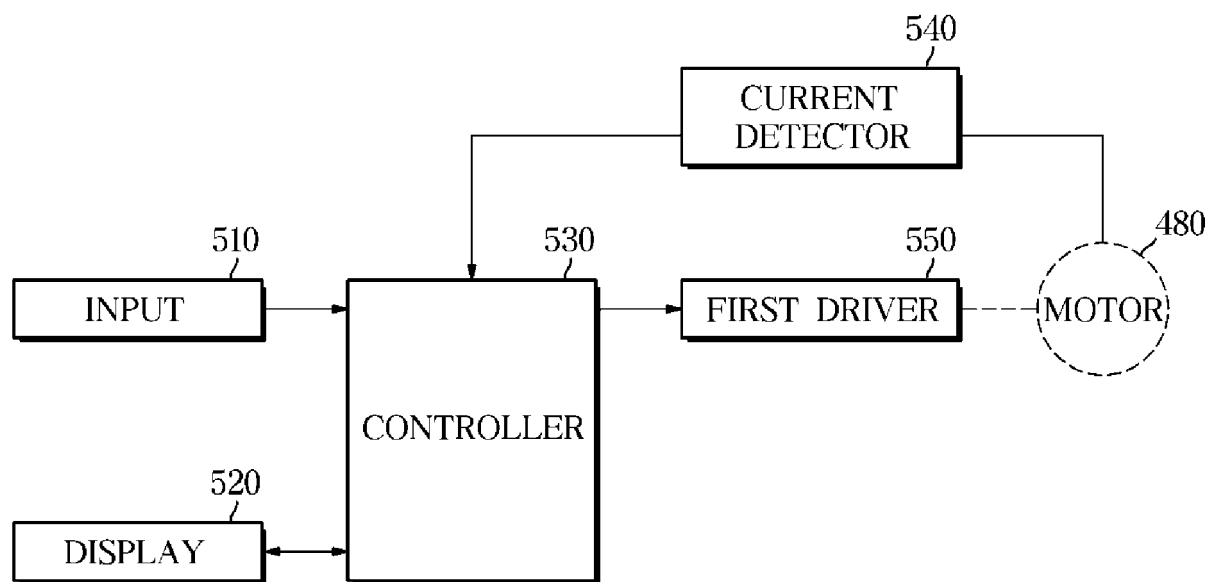 540
CURRENT
DETECTOR
510
530
550
480
INPUT
FIRST DRIVER
MOTOR
CONTROLLER
520
DISPLAY